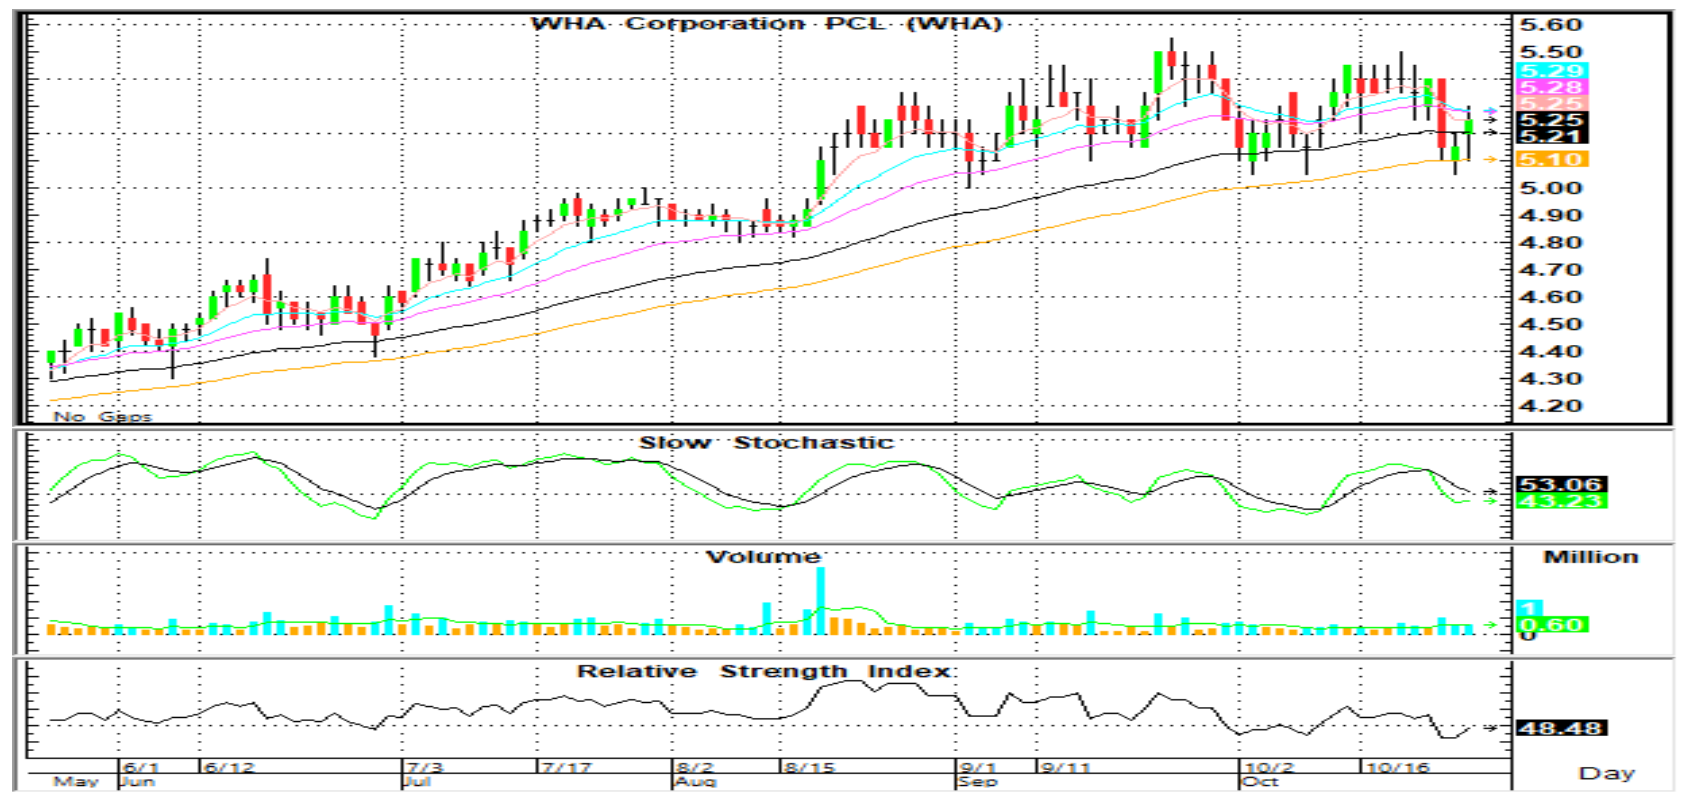 WHA Corporation PCL (WHA)
5.60
5.50
5.29
5.28
5.25
5.25
5.21
5.10
5.00
4.90
4.80
4.70
4.60
4.50
4.40
4.30
4.20
No Gaps
Slow Stochastic
53.06
43.23
Volume
Million
1
0.60
0
Relative Strength Index
48.48
6/1 6/12 7/3 7/17 8/2 8/15 9/1 9/11 10/2 10/16
May Jun Jul Aug Sep Oct
Day